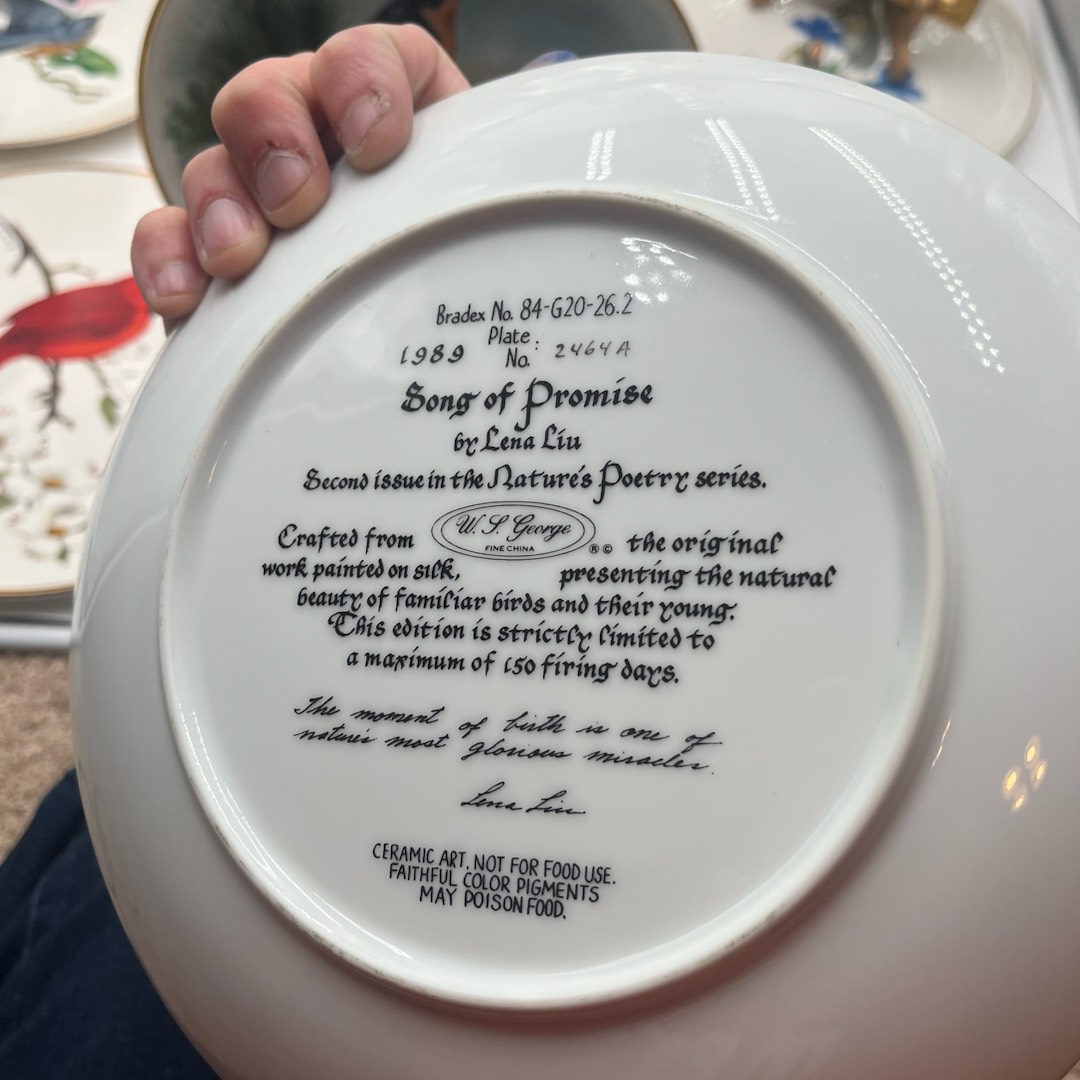 Bradex No. 84-G20-26.2
1989 Plate No.: 2464A
Song of Promise
by Lena Liu
Second issue in the Nature's Poetry series.
Crafted from W. S. George FINE CHINA ® © the original
work painted on silk, presenting the natural
beauty of familiar birds and their young.
This edition is strictly limited to
a maximum of 150 firing days.
The moment of birth is one of
nature's most glorious miracles.
Lena Liu
CERAMIC ART. NOT FOR FOOD USE.
FAITHFUL COLOR PIGMENTS
MAY POISON FOOD.